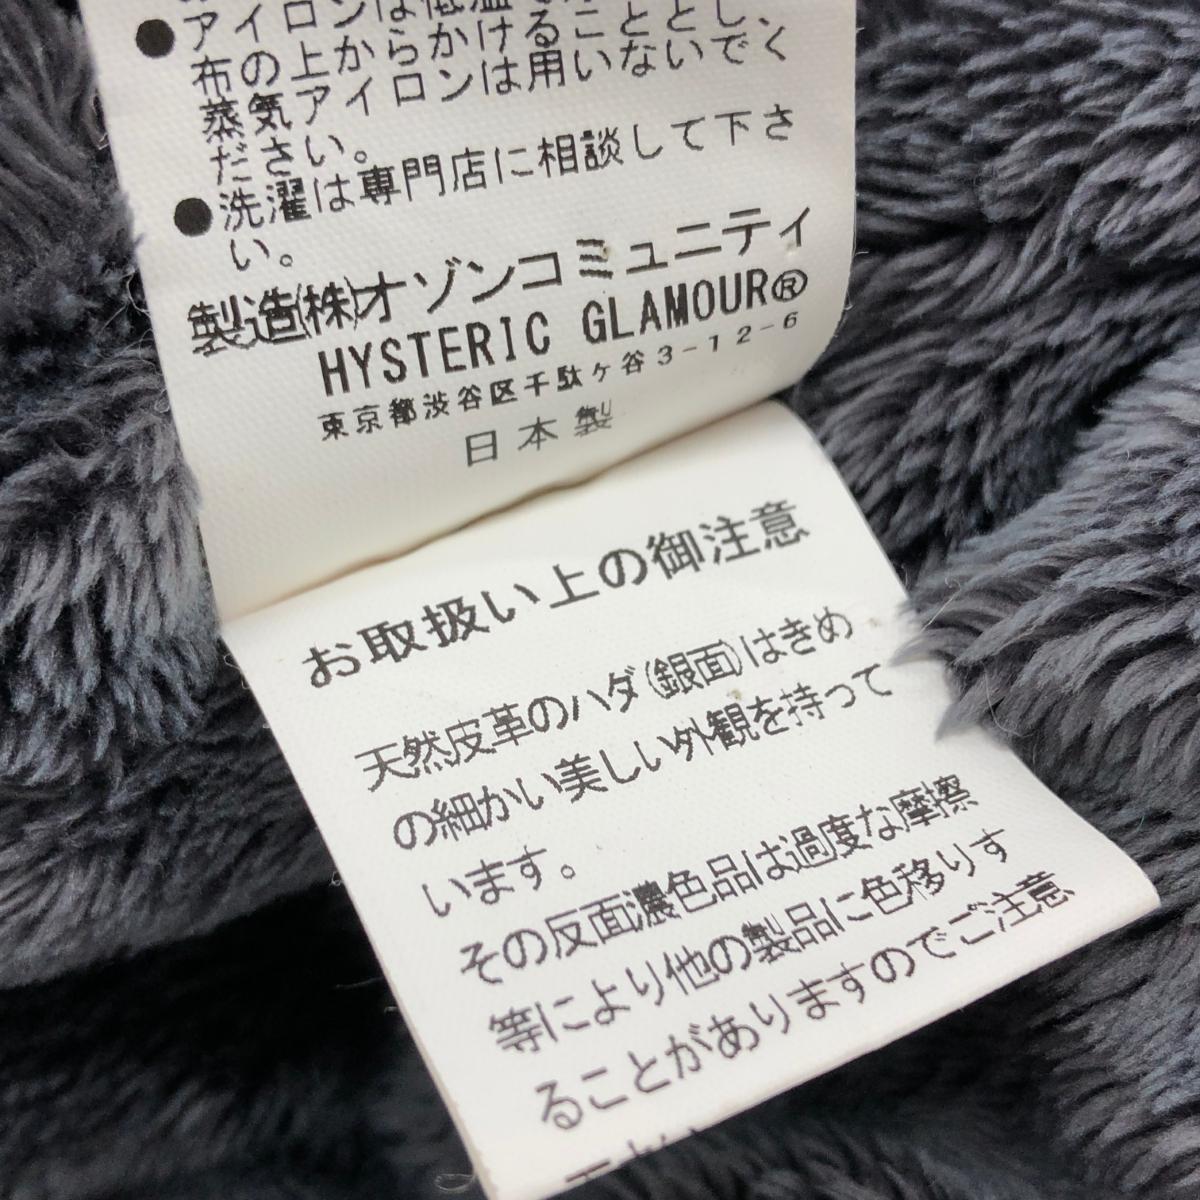 ●アイロンは低温で
布の上からかけることとし、
蒸気アイロンは用いないでく
ださい。
●洗濯は専門店に相談して下さ
い。
製造(株)オゾンコミュニティ
HYSTERIC GLAMOUR®
東京都渋谷区千駄ヶ谷3-12-6
日本製
お取扱い上の御注意
天然皮革のハダ(銀面)はきめ
の細かい美しい外観を持って
います。
その反面濃色品は過度な摩擦
等により他の製品に色移りす
ることがありますのでご注意